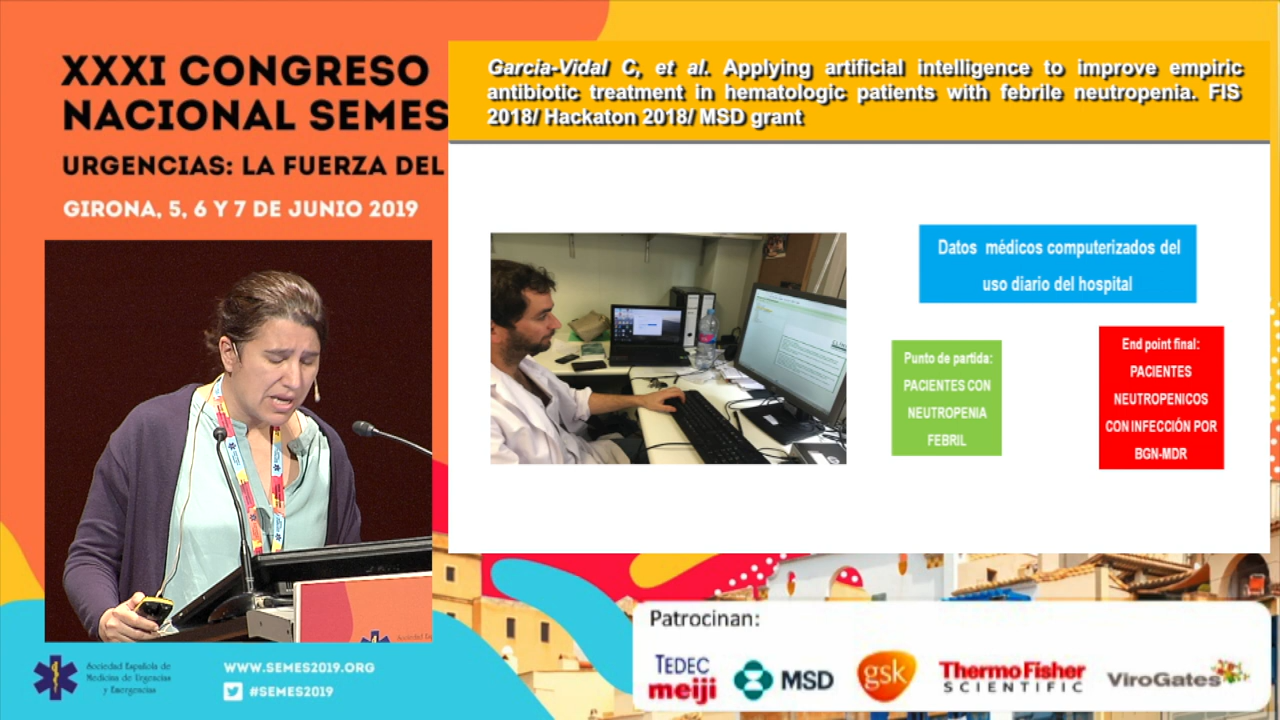 XXXI CONGRESO
NACIONAL SEMES
URGENCIAS: LA FUERZA DEL
GIRONA, 5, 6 Y 7 DE JUNIO 2019
García-Vidal C, et al. Applying artificial intelligence to improve empiric
antibiotic treatment in hematologic patients with febrile neutropenia. FIS
2018/ Hackaton 2018/ MSD grant
Datos médicos computerizados del
uso diario del hospital
Punto de partida:
PACIENTES CON
NEUTROPENIA
FEBRIL
End point final:
PACIENTES
NEUTROPENICOS
CON INFECCIÓN POR
BGN-MDR
Sociedad Española de
Medicina de Urgencias
y Emergencias
WWW.SEMES2019.ORG
#SEMES2019
Patrocinan:
TEDEC
meiji
MSD
gsk
ThermoFisher
SCIENTIFIC
ViroGates